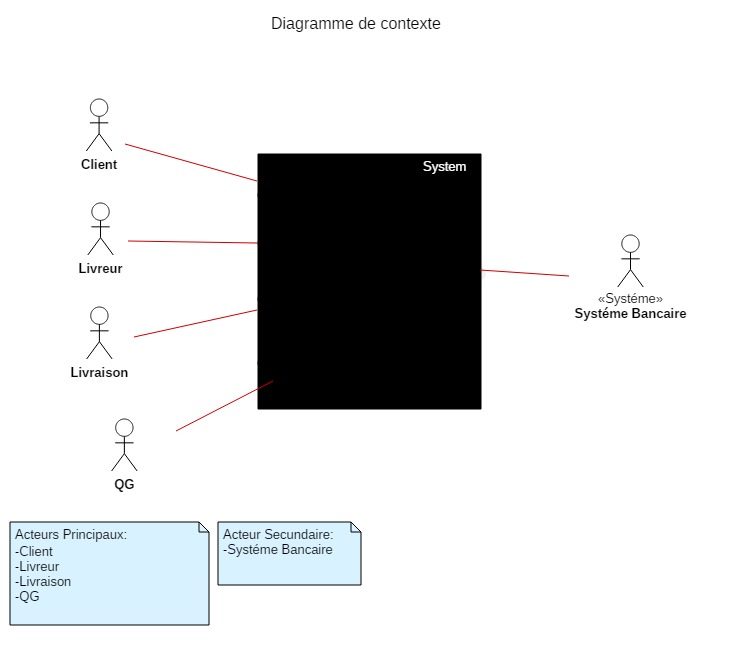 Diagramme de contexte
Client
System
Livreur
«Systéme»
Systéme Bancaire
Livraison
QG
Acteurs Principaux:
-Client
-Livreur
-Livraison
-QG
Acteur Secundaire:
-Systéme Bancaire